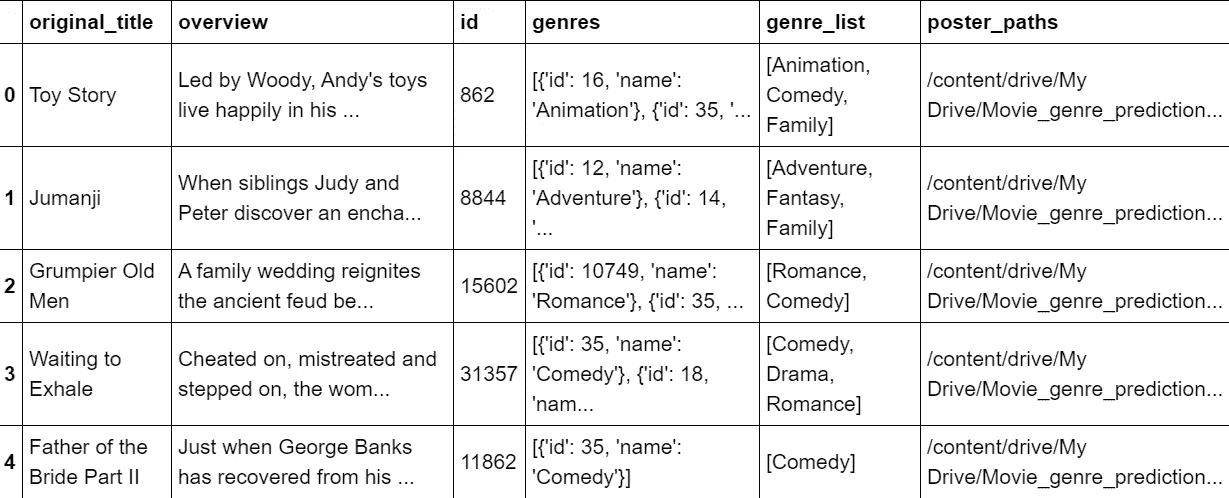 original_title overview id genres genre_list poster_paths
0 Toy Story Led by Woody, Andy's toys live happily in his ... 862 [{'id': 16, 'name': 'Animation'}, {'id': 35, '... [Animation, Comedy, Family] /content/drive/My Drive/Movie_genre_prediction...
1 Jumanji When siblings Judy and Peter discover an encha... 8844 [{'id': 12, 'name': 'Adventure'}, {'id': 14, '... [Adventure, Fantasy, Family] /content/drive/My Drive/Movie_genre_prediction...
2 Grumpier Old Men A family wedding reignites the ancient feud be... 15602 [{'id': 10749, 'name': 'Romance'}, {'id': 35, ... [Romance, Comedy] /content/drive/My Drive/Movie_genre_prediction...
3 Waiting to Exhale Cheated on, mistreated and stepped on, the wom... 31357 [{'id': 35, 'name': 'Comedy'}, {'id': 18, 'nam... [Comedy, Drama, Romance] /content/drive/My Drive/Movie_genre_prediction...
4 Father of the Bride Part II Just when George Banks has recovered from his ... 11862 [{'id': 35, 'name': 'Comedy'}] [Comedy] /content/drive/My Drive/Movie_genre_prediction...